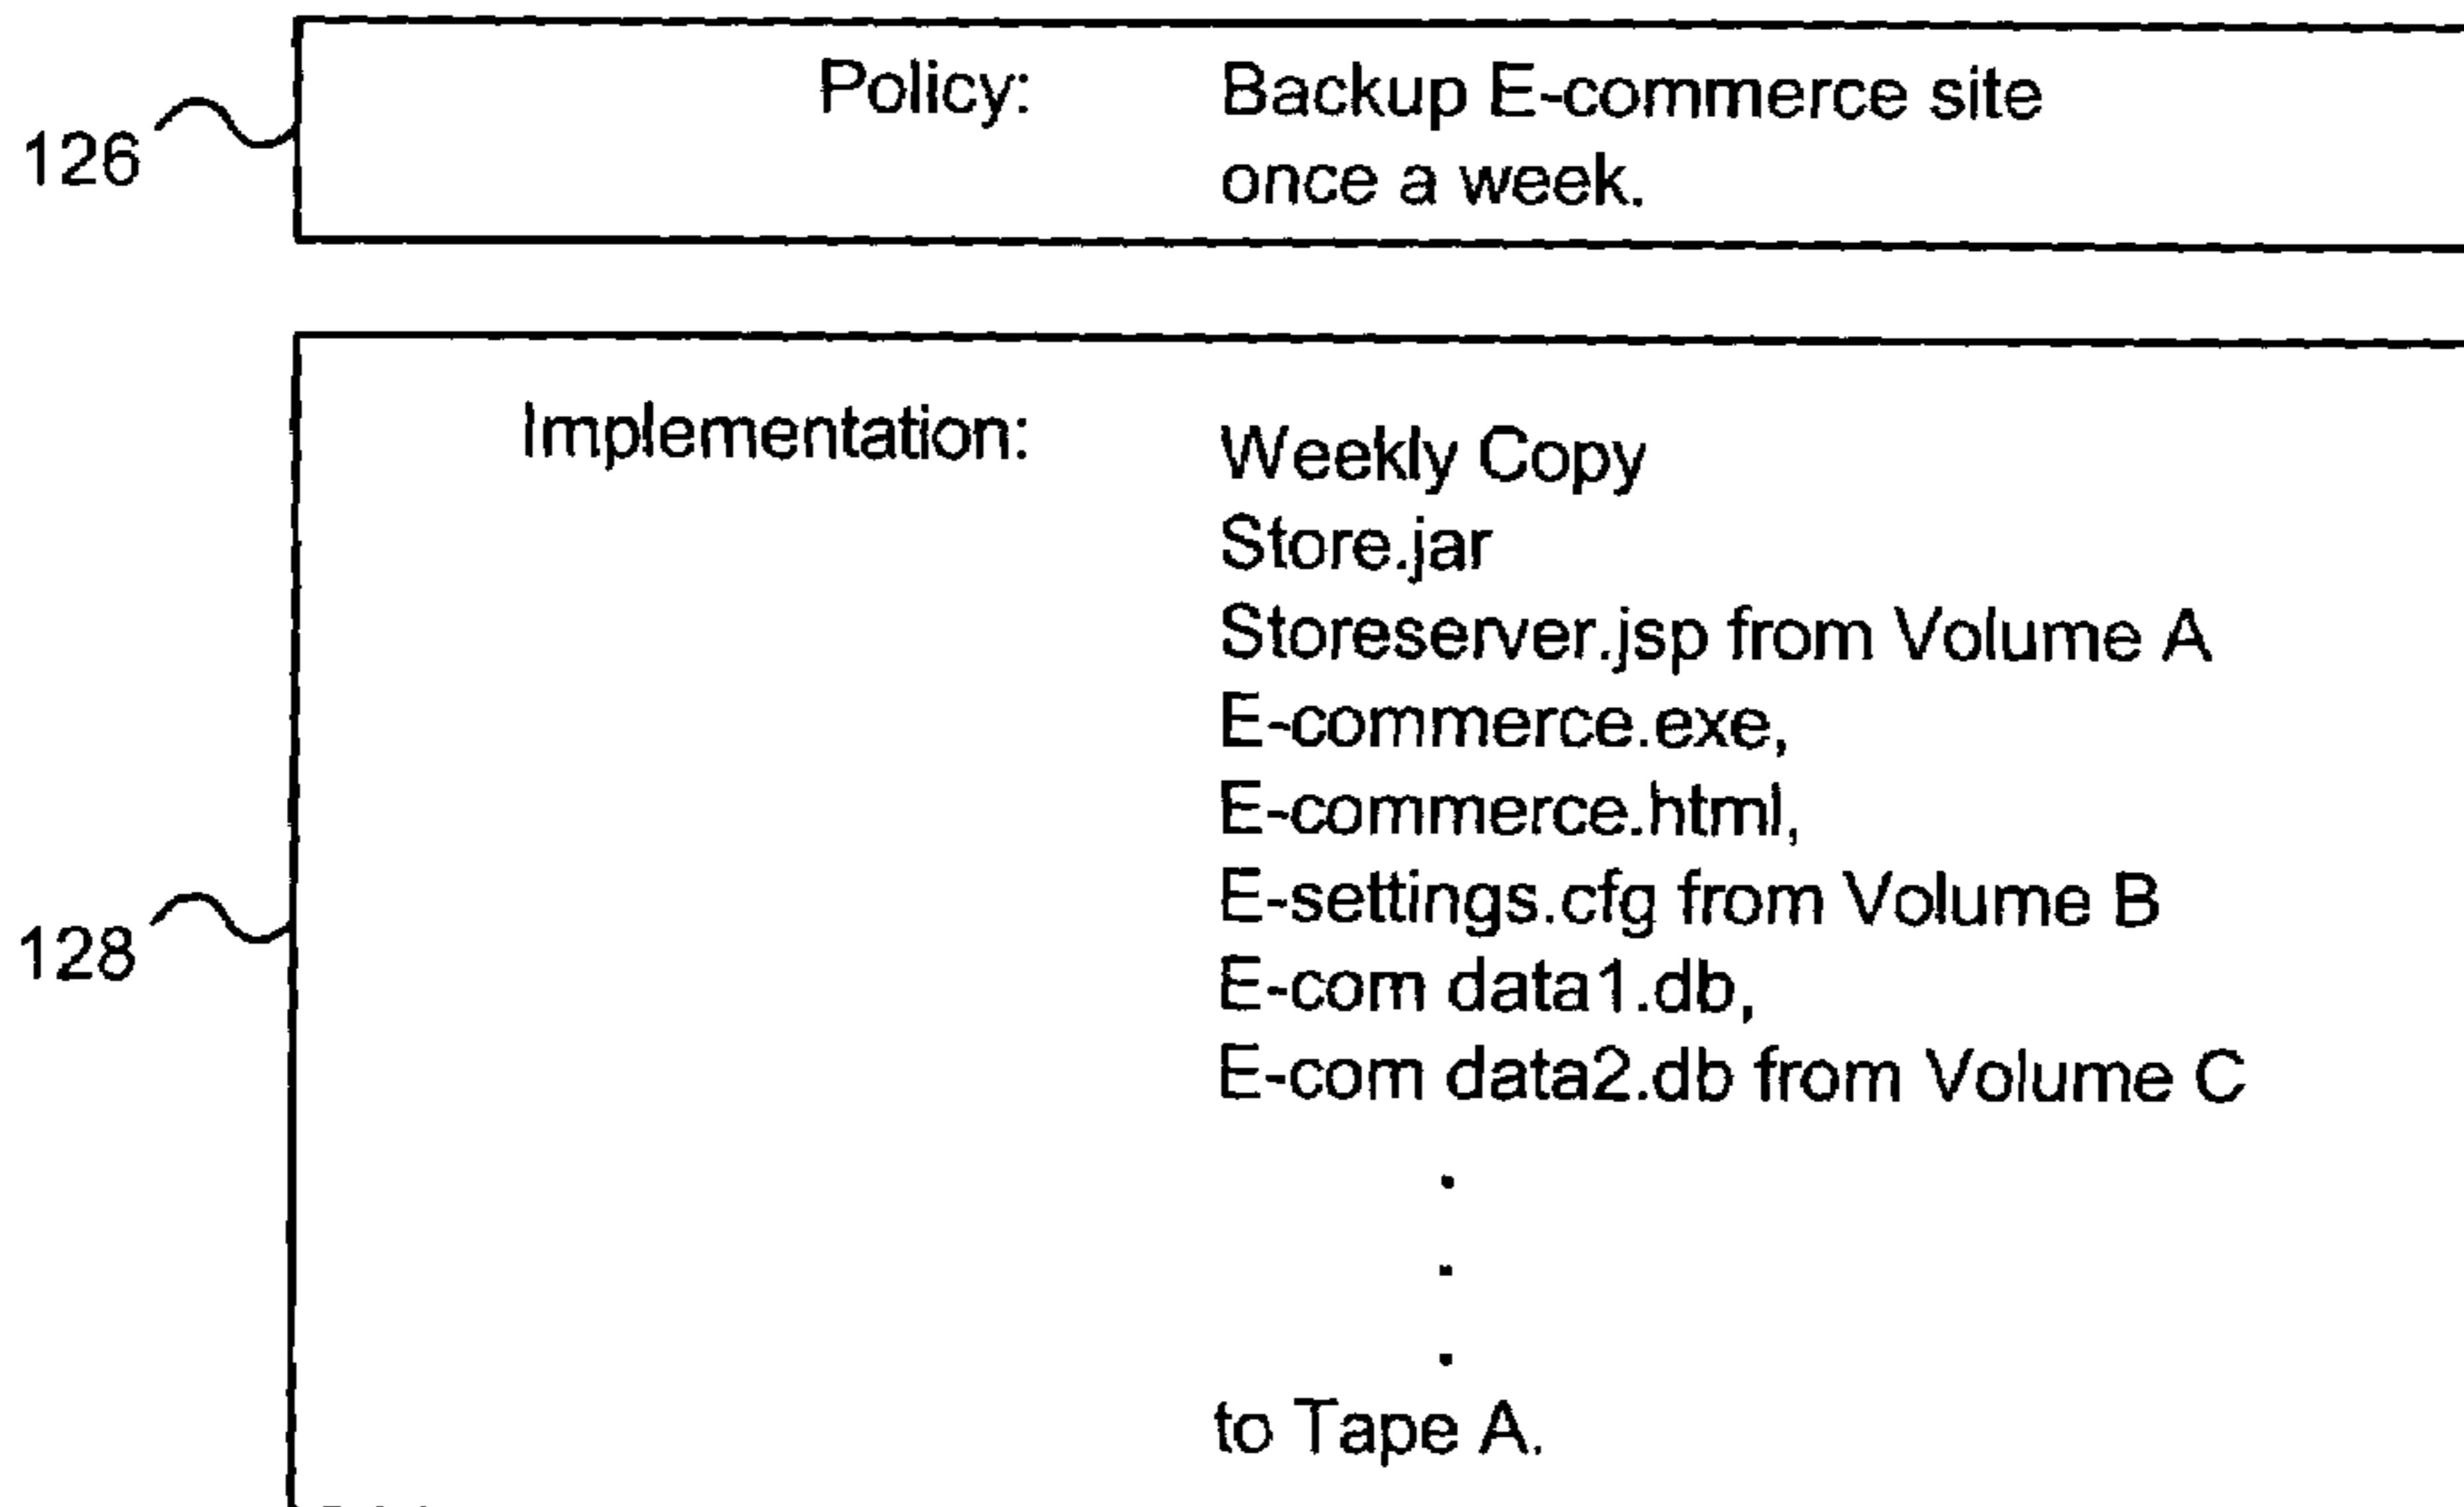 Policy: Backup E-commerce site
once a week.
126
Implementation: Weekly Copy
Store.jar
Storeserver.jsp from Volume A
E-commerce.exe,
E-commerce.html,
E-settings.cfg from Volume B
128
E-com data1.db,
E-com data2.db from Volume C
.
.
.
to Tape A.